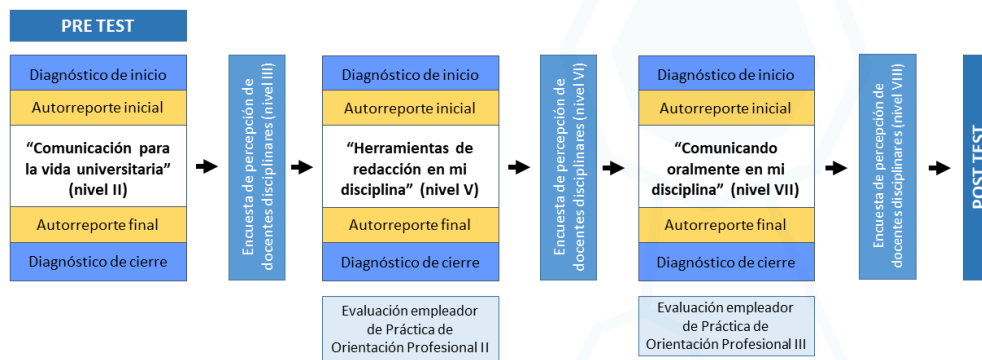 PRE TEST
Diagnóstico de inicio
Autorreporte inicial
“Comunicación para
la vida universitaria”
(nivel II)
Autorreporte final
Diagnóstico de cierre
Encuesta de percepción de
docentes disciplinares (nivel III)
Diagnóstico de inicio
Autorreporte inicial
“Herramientas de
redacción en mi
disciplina” (nivel V)
Autorreporte final
Diagnóstico de cierre
Evaluación empleador
de Práctica de
Orientación Profesional II
Encuesta de percepción de
docentes disciplinares (nivel VI)
Diagnóstico de inicio
Autorreporte inicial
“Comunicando
oralmente en mi
disciplina” (nivel VII)
Autorreporte final
Diagnóstico de cierre
Evaluación empleador
de Práctica de
Orientación Profesional III
Encuesta de percepción de
docentes disciplinares (nivel VIII)
POST TEST